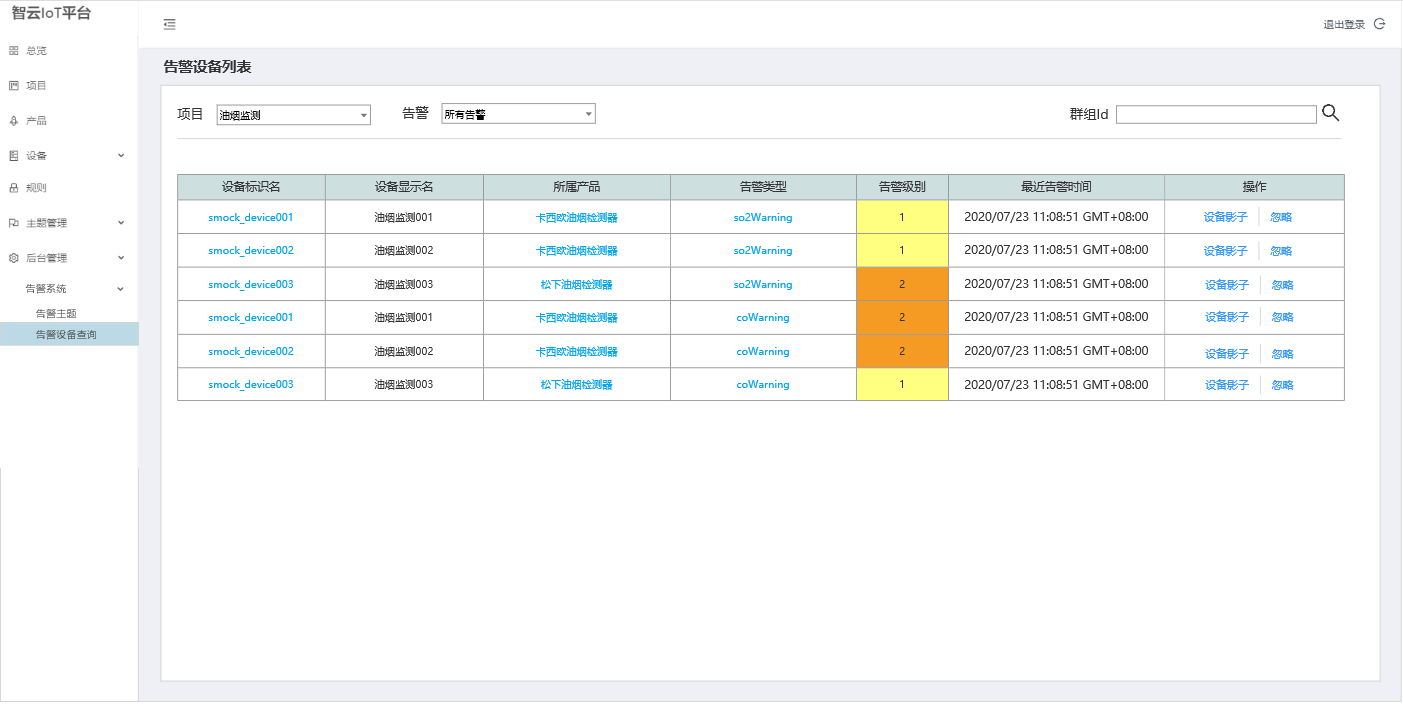 智云IoT平台
退出登录
总览
项目
产品
设备
规则
主题管理
后台管理
告警系统
告警主题
告警设备查询
告警设备列表
项目 油烟监测 告警 所有告警 群组Id
设备标识名 设备显示名 所属产品 告警类型 告警级别 最近告警时间 操作
smock_device001 油烟监测001 卡西欧油烟检测器 so2Warning 1 2020/07/23 11:08:51 GMT+08:00 设备影子 忽略
smock_device002 油烟监测002 卡西欧油烟检测器 so2Warning 1 2020/07/23 11:08:51 GMT+08:00 设备影子 忽略
smock_device003 油烟监测003 松下油烟检测器 so2Warning 2 2020/07/23 11:08:51 GMT+08:00 设备影子 忽略
smock_device001 油烟监测001 卡西欧油烟检测器 coWarning 2 2020/07/23 11:08:51 GMT+08:00 设备影子 忽略
smock_device002 油烟监测002 卡西欧油烟检测器 coWarning 2 2020/07/23 11:08:51 GMT+08:00 设备影子 忽略
smock_device003 油烟监测003 松下油烟检测器 coWarning 1 2020/07/23 11:08:51 GMT+08:00 设备影子 忽略